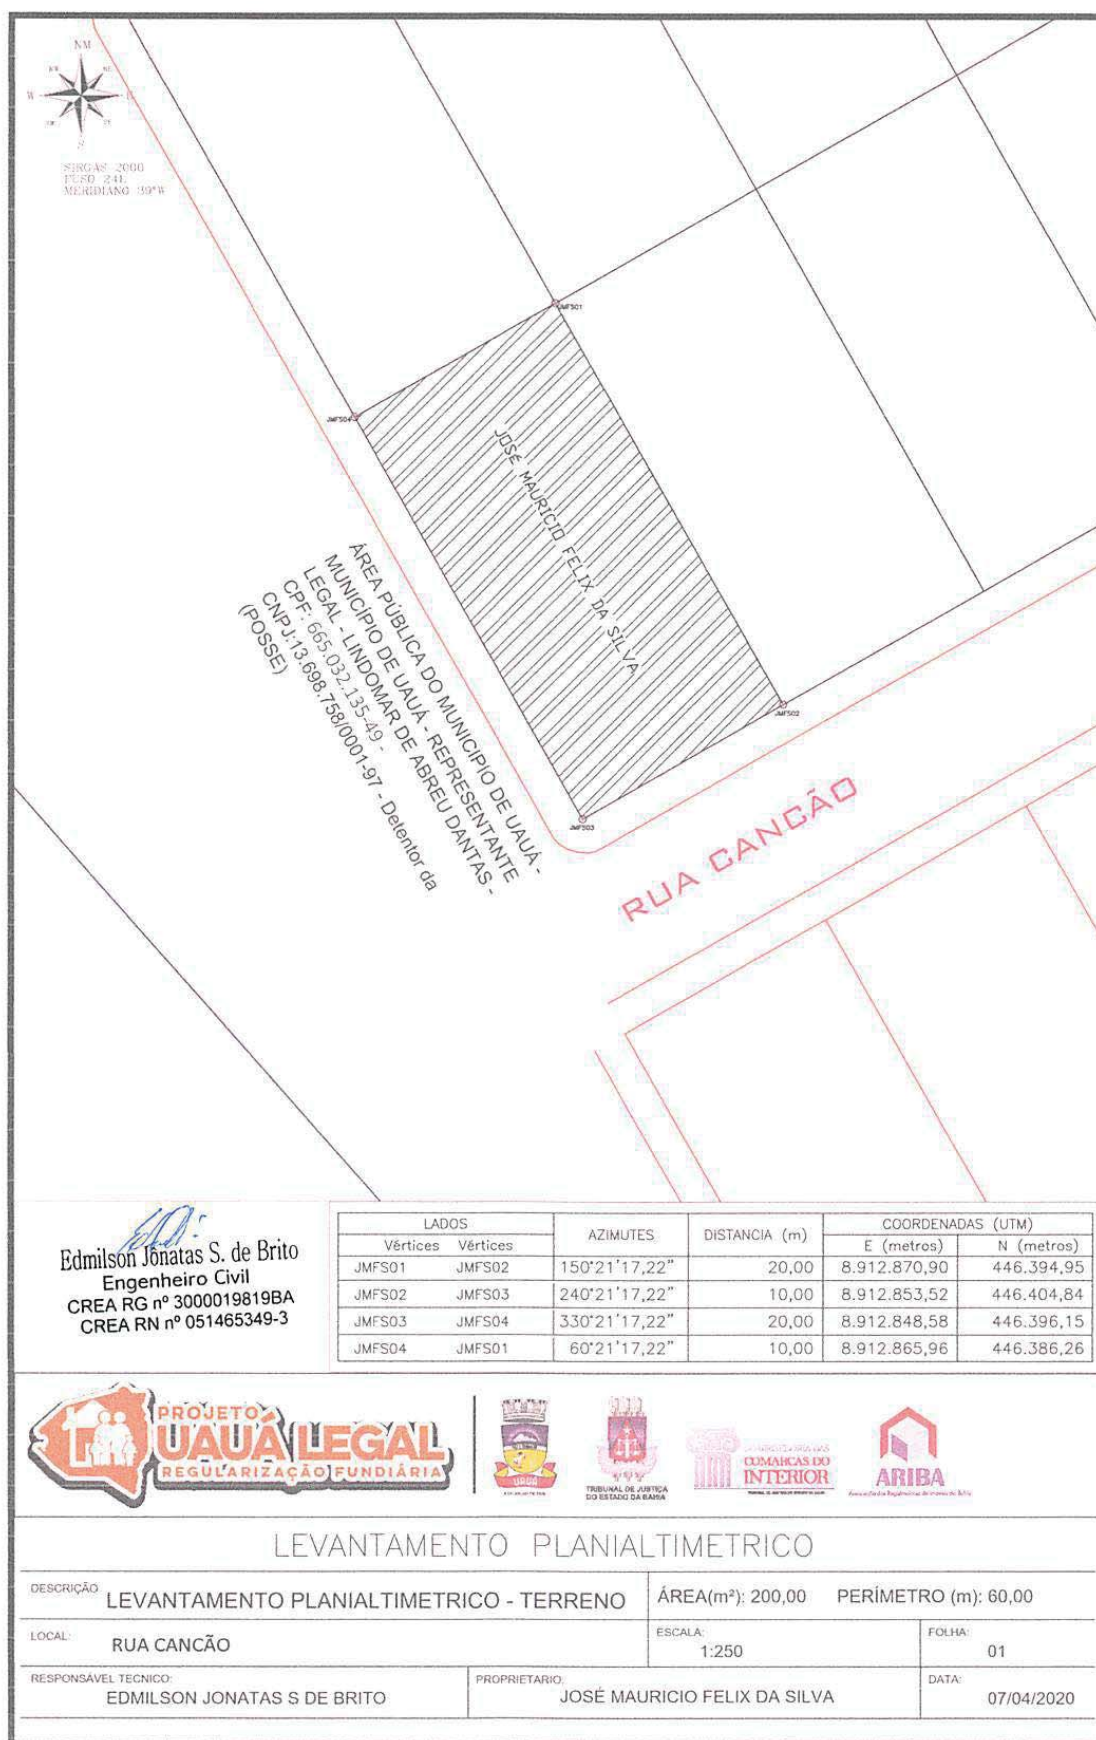 NM
W
E
S
SIRGAS 2000
FUSO 24L
MERIDIANO 39°W
JMFS01
JMFS04
JOSÉ MAURICIO FELIX DA SILVA
ÁREA PÚBLICA DO MUNICIPIO DE UAUÁ -
MUNICÍPIO DE UAUÁ - REPRESENTANTE
LEGAL - LINDOMAR DE ABREU DANTAS -
CPF: 665.032.135-49 -
CNPJ:13.698.758/0001-97 - Detentor da
(POSSE)
JMFS02
JMFS03
RUA CANCÃO
Edmilson Jonatas S. de Brito
Engenheiro Civil
CREA RG nº 3000019819BA
CREA RN nº 051465349-3
LADOS AZIMUTES DISTANCIA (m) COORDENADAS (UTM)
Vértices Vértices E (metros) N (metros)
JMFS01 JMFS02 150°21'17,22" 20,00 8.912.870,90 446.394,95
JMFS02 JMFS03 240°21'17,22" 10,00 8.912.853,52 446.404,84
JMFS03 JMFS04 330°21'17,22" 20,00 8.912.848,58 446.396,15
JMFS04 JMFS01 60°21'17,22" 10,00 8.912.865,96 446.386,26
PROJETO
UAUÁ LEGAL
REGULARIZAÇÃO FUNDIÁRIA
UAUÁ
TRIBUNAL DE JUSTIÇA
DO ESTADO DA BAHIA
COMARCAS DO
INTERIOR
ARIBA
LEVANTAMENTO PLANIALTIMETRICO
DESCRIÇÃO LEVANTAMENTO PLANIALTIMETRICO - TERRENO ÁREA(m²): 200,00 PERÍMETRO (m): 60,00
LOCAL: RUA CANCÃO ESCALA: 1:250 FOLHA: 01
RESPONSÁVEL TECNICO: EDMILSON JONATAS S DE BRITO PROPRIETARIO: JOSÉ MAURICIO FELIX DA SILVA DATA: 07/04/2020